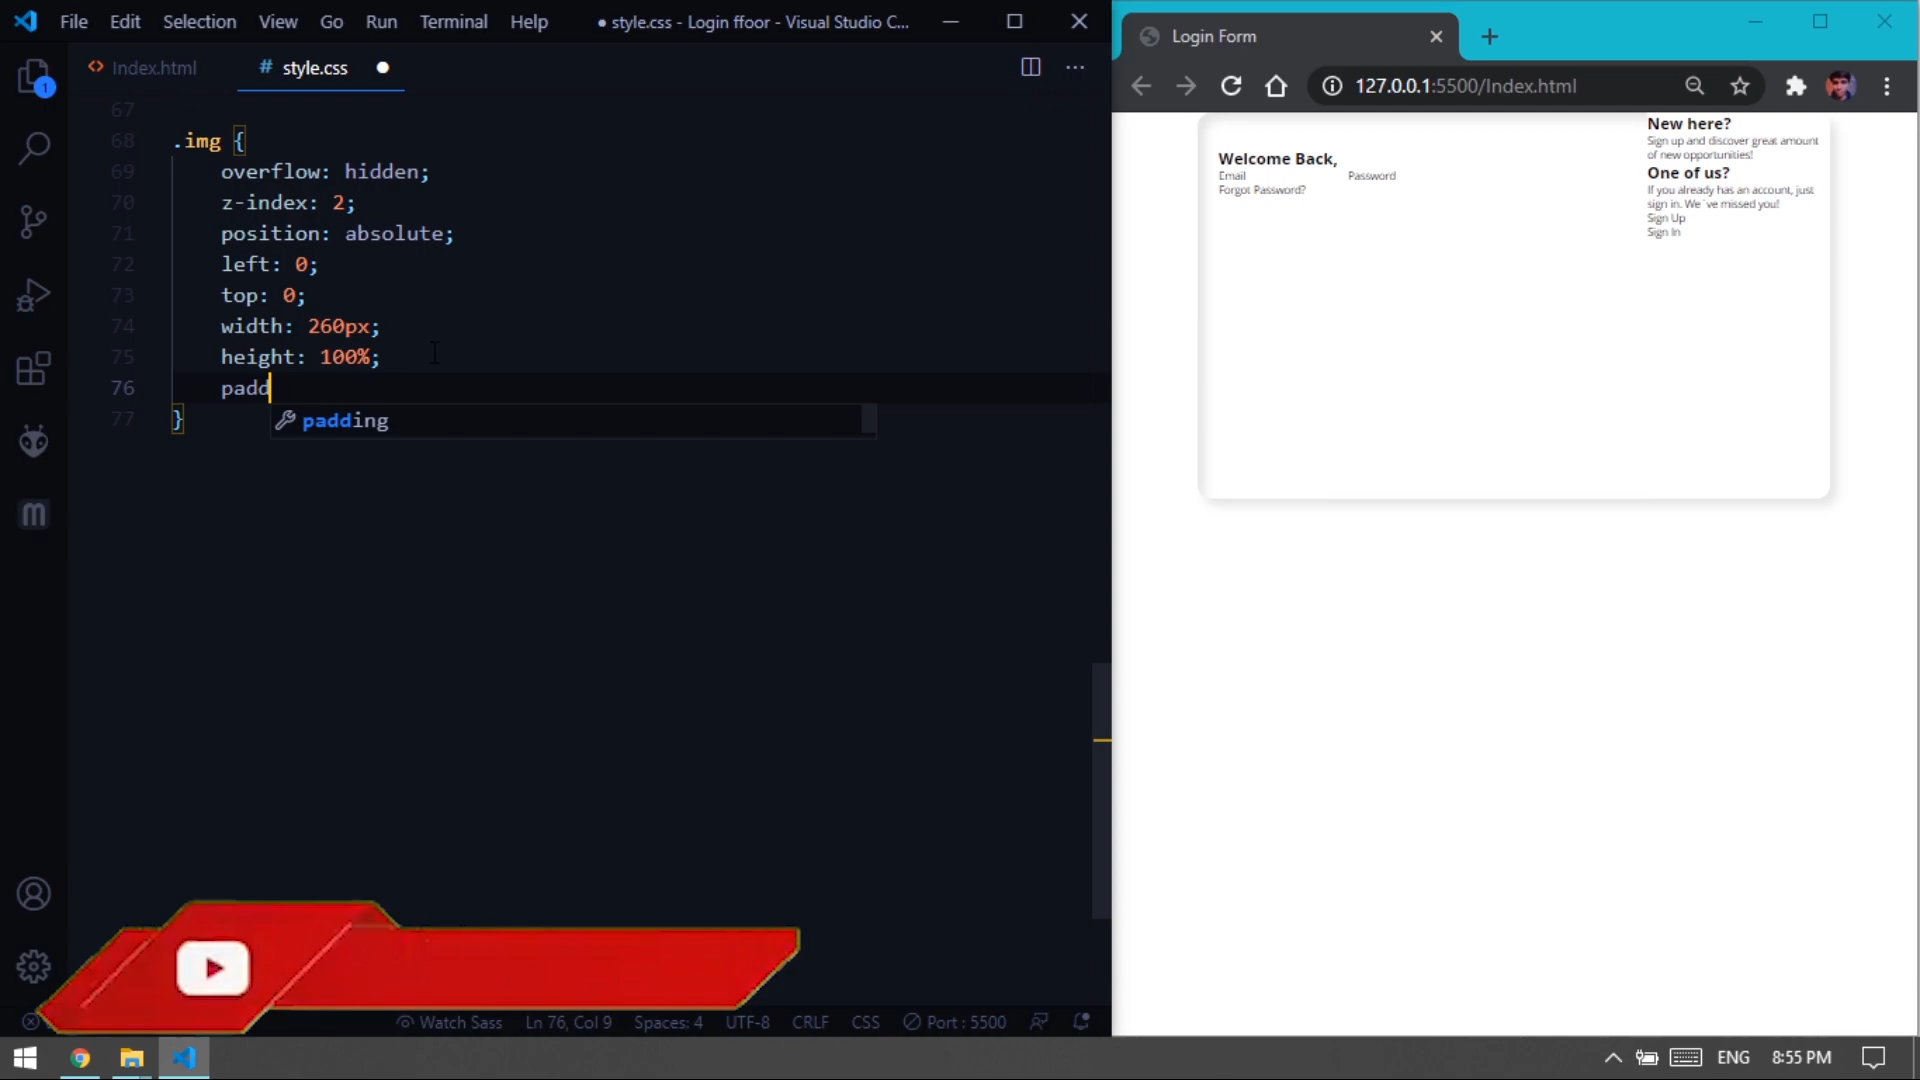 File Edit Selection View Go Run Terminal Help ● style.css - Login ffoor - Visual Studio C...
Index.html # style.css
67
68 .img {
69 overflow: hidden;
70 z-index: 2;
71 position: absolute;
72 left: 0;
73 top: 0;
74 width: 260px;
75 height: 100%;
76 padd
padding
77 }
1
m
Watch Sass Ln 76, Col 9 Spaces: 4 UTF-8 CRLF CSS Port : 5500
Login Form
127.0.0.1:5500/Index.html
Welcome Back,
Email Password
Forgot Password?
New here?
Sign up and discover great amount
of new opportunities!
One of us?
If you already has an account, just
sign in. We´ve missed you!
Sign Up
Sign In
ENG 8:55 PM